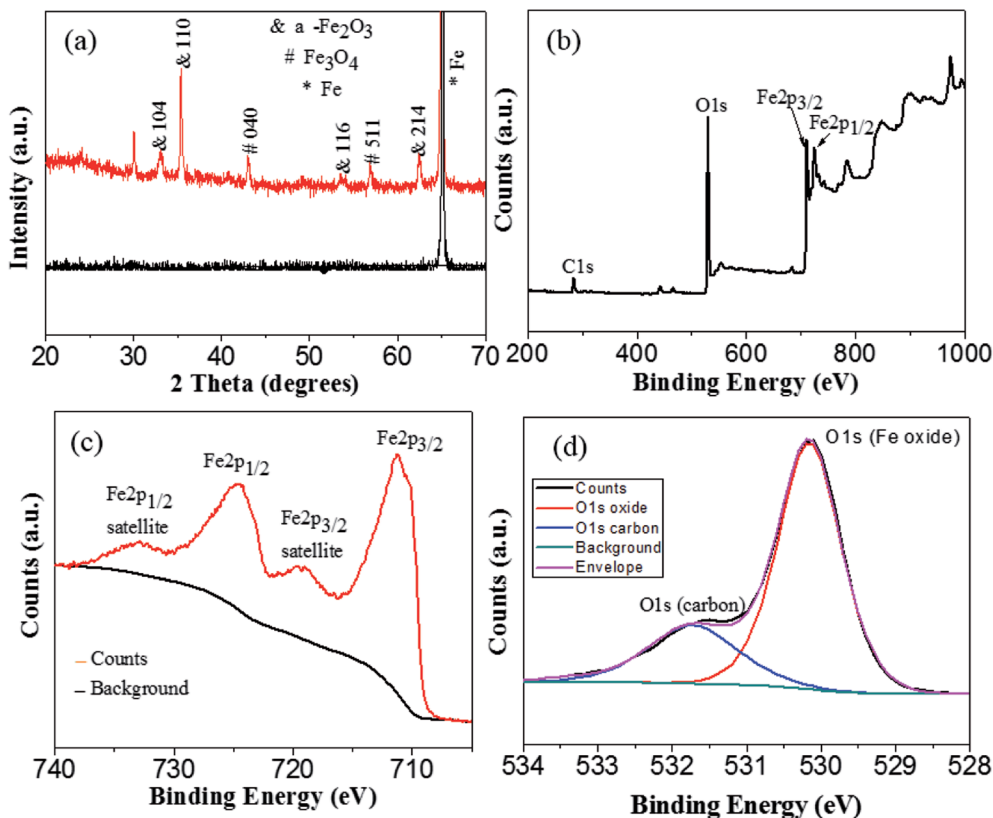 (a)
& a -Fe₂O₃
# Fe₃O₄
* Fe
& 104
& 110
# 040
& 116
# 511
& 214
* Fe
Intensity (a.u.)
20 30 40 50 60 70
2 Theta (degrees)
(b)
O1s
Fe2p3/2
Fe2p1/2
C1s
Counts (a.u.)
200 400 600 800 1000
Binding Energy (eV)
(c)
Fe2p3/2
Fe2p1/2
Fe2p1/2
satellite
Fe2p3/2
satellite
Counts
Background
Counts (a.u.)
740 730 720 710
Binding Energy (eV)
(d)
O1s (Fe oxide)
Counts
O1s oxide
O1s carbon
Background
Envelope
O1s (carbon)
Counts (a.u.)
534 533 532 531 530 529 528
Binding Energy (eV)